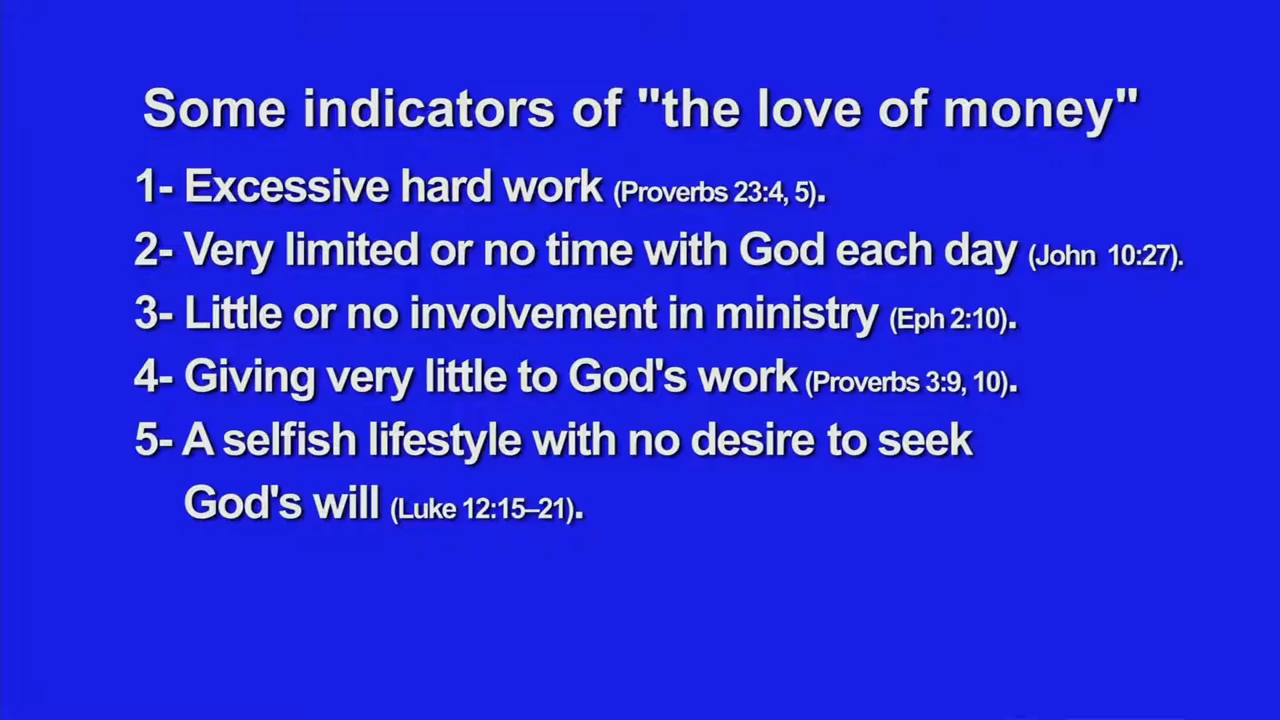 Some indicators of "the love of money"
1- Excessive hard work (Proverbs 23:4, 5).
2- Very limited or no time with God each day (John 10:27).
3- Little or no involvement in ministry (Eph 2:10).
4- Giving very little to God's work (Proverbs 3:9, 10).
5- A selfish lifestyle with no desire to seek
God's will (Luke 12:15–21).